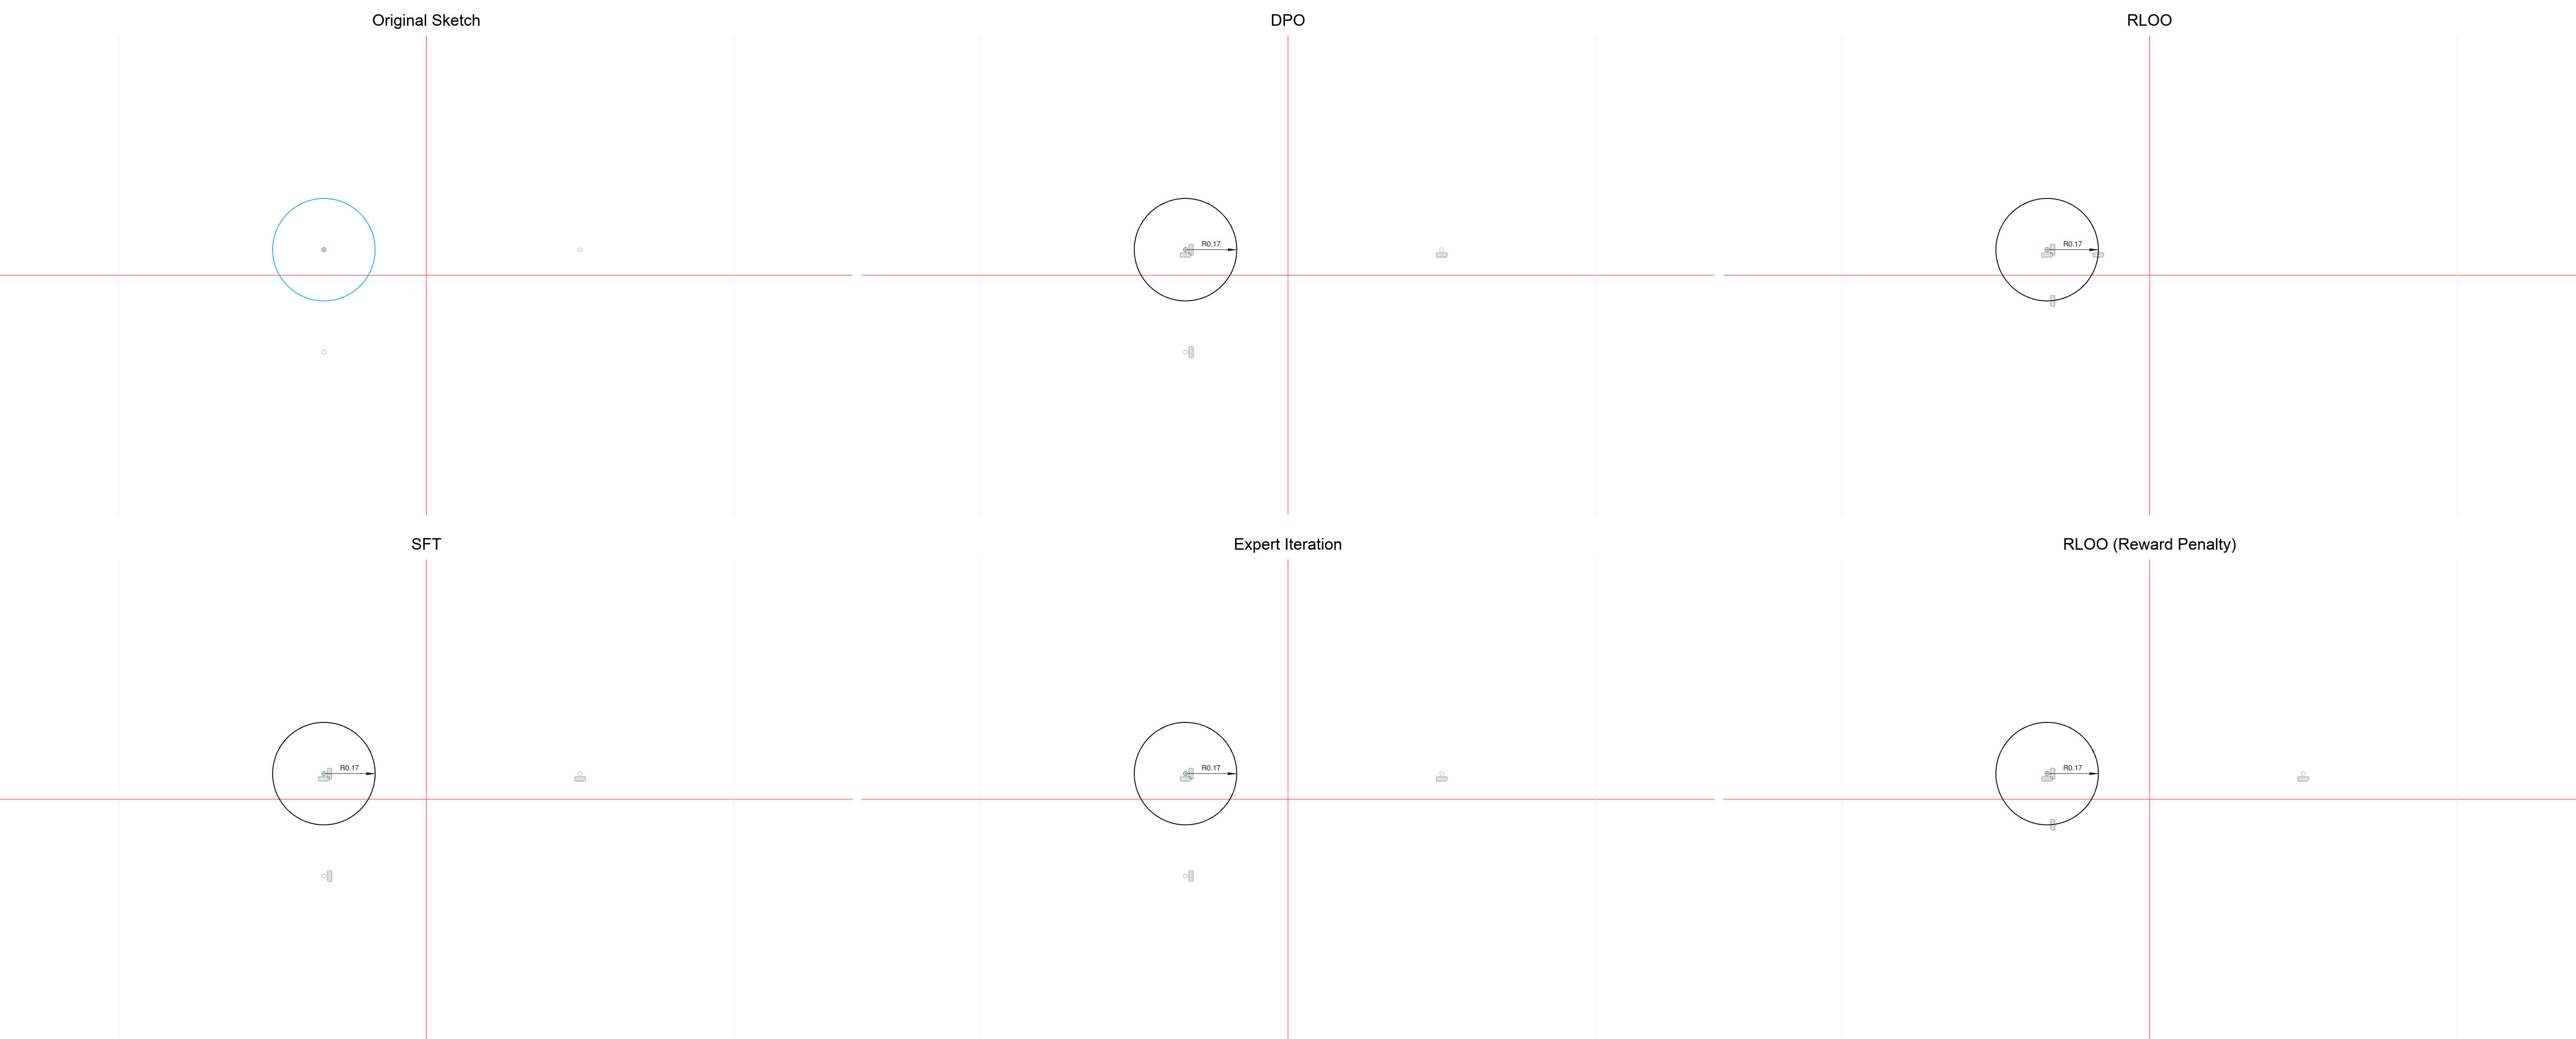 Original Sketch
DPO
RLOO
R0.17
R0.17
SFT
Expert Iteration
RLOO (Reward Penalty)
R0.17
R0.17
R0.17